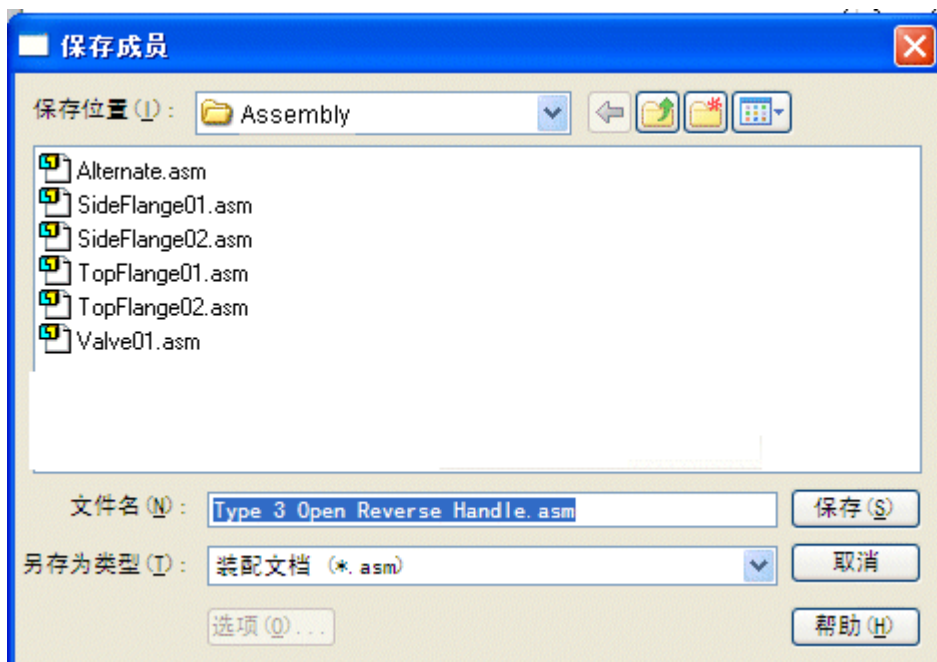 保存成员
保存位置(I): Assembly
Alternate.asm
SideFlange01.asm
SideFlange02.asm
TopFlange01.asm
TopFlange02.asm
Valve01.asm
文件名(N): Type 3 Open Reverse Handle.asm 保存(S)
另存为类型(T): 装配文档 (*.asm) 取消
选项(O)... 帮助(H)